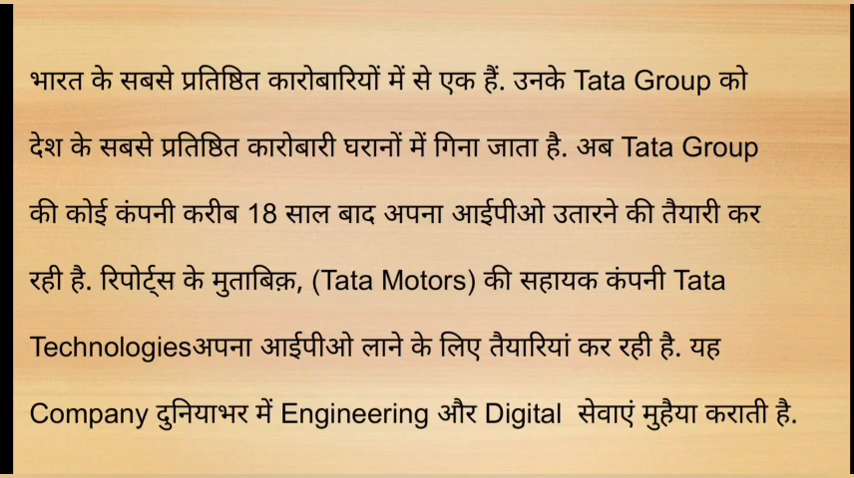 भारत के सबसे प्रतिष्ठित कारोबारियों में से एक हैं. उनके Tata Group को
देश के सबसे प्रतिष्ठित कारोबारी घरानों में गिना जाता है. अब Tata Group
की कोई कंपनी करीब 18 साल बाद अपना आईपीओ उतारने की तैयारी कर
रही है. रिपोर्ट्स के मुताबिक़, (Tata Motors) की सहायक कंपनी Tata
Technologiesअपना आईपीओ लाने के लिए तैयारियां कर रही है. यह
Company दुनियाभर में Engineering और Digital  सेवाएं मुहैया कराती है.